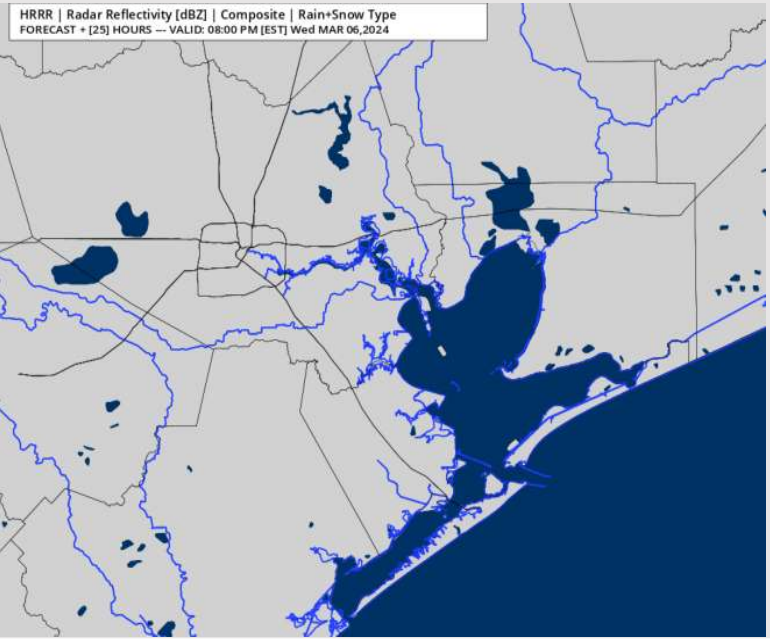 HRRR | Radar Reflectivity [dBZ] | Composite | Rain+Snow Type
FORECAST + [25] HOURS --- VALID: 08:00 PM [EST] Wed MAR 06,2024